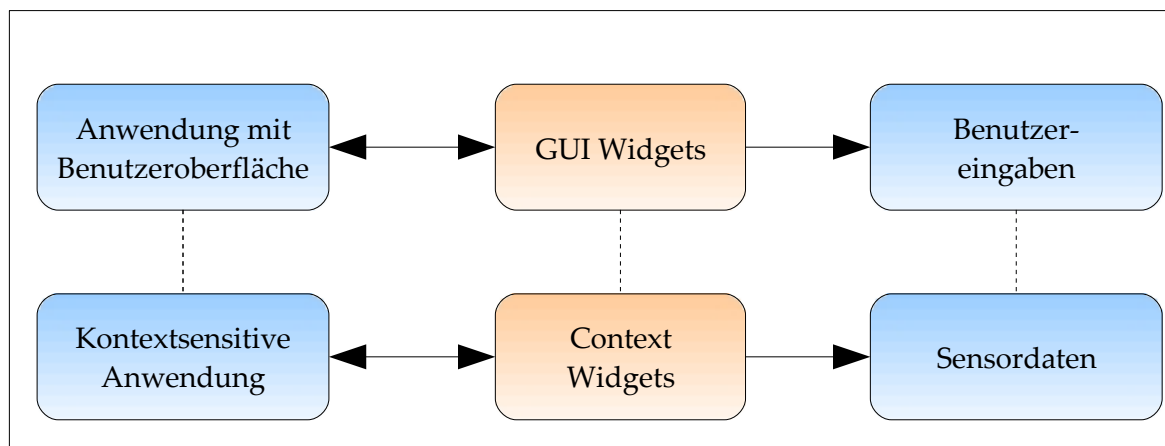 Anwendung mit
Benutzeroberfläche
GUI Widgets
Benutzer-
eingaben
Kontextsensitive
Anwendung
Context
Widgets
Sensordaten